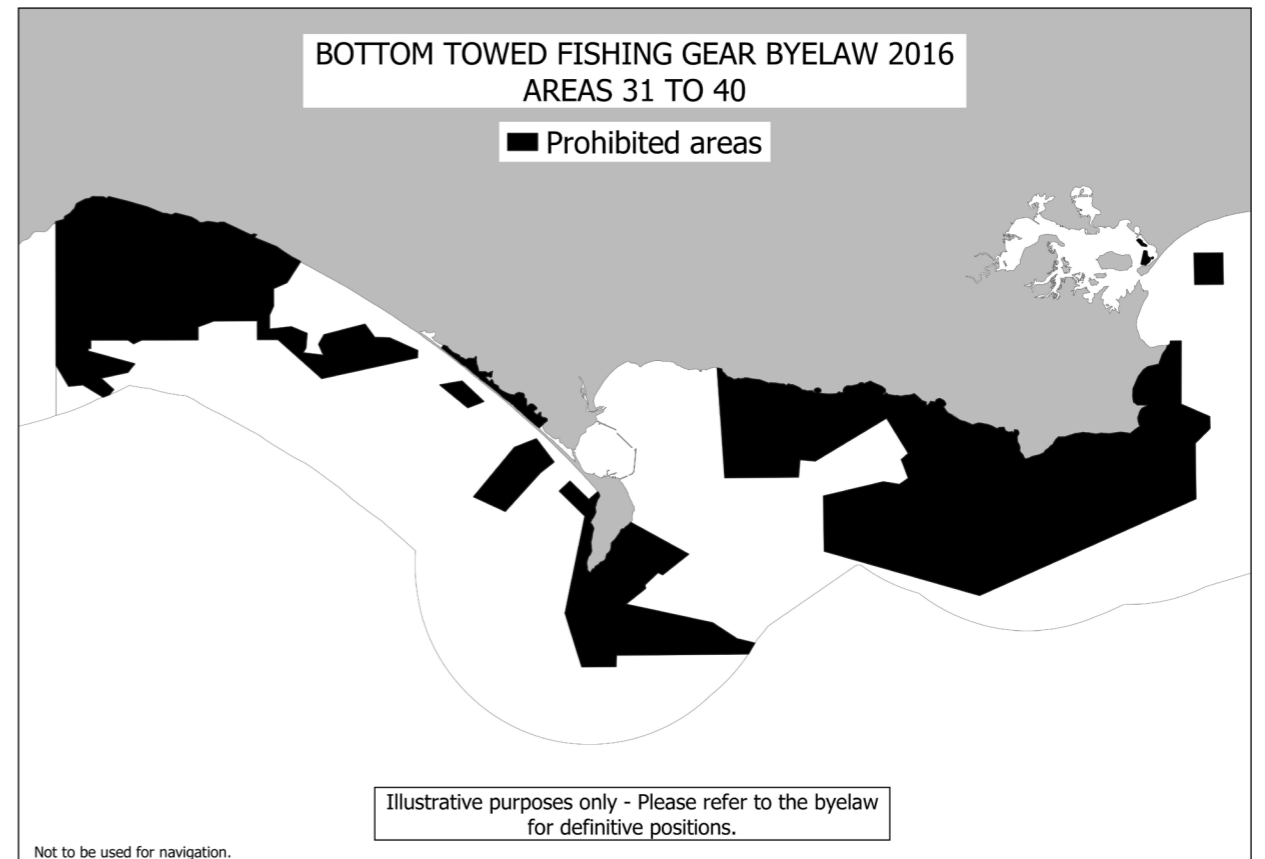 BOTTOM TOWED FISHING GEAR BYELAW 2016
AREAS 31 TO 40
Prohibited areas
Illustrative purposes only - Please refer to the byelaw
for definitive positions.
Not to be used for navigation.